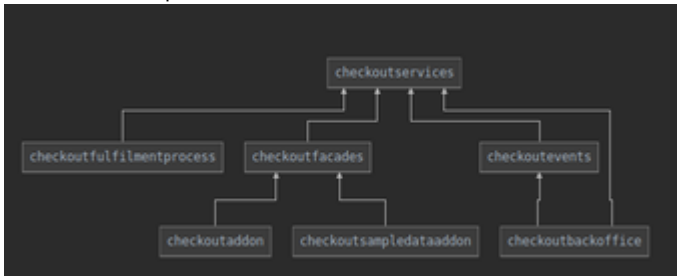 checkoutservices
checkoutfulfilmentprocess
checkoutfacades
checkoutevents
checkoutaddon
checkoutsampledataaddon
checkoutbackoffice